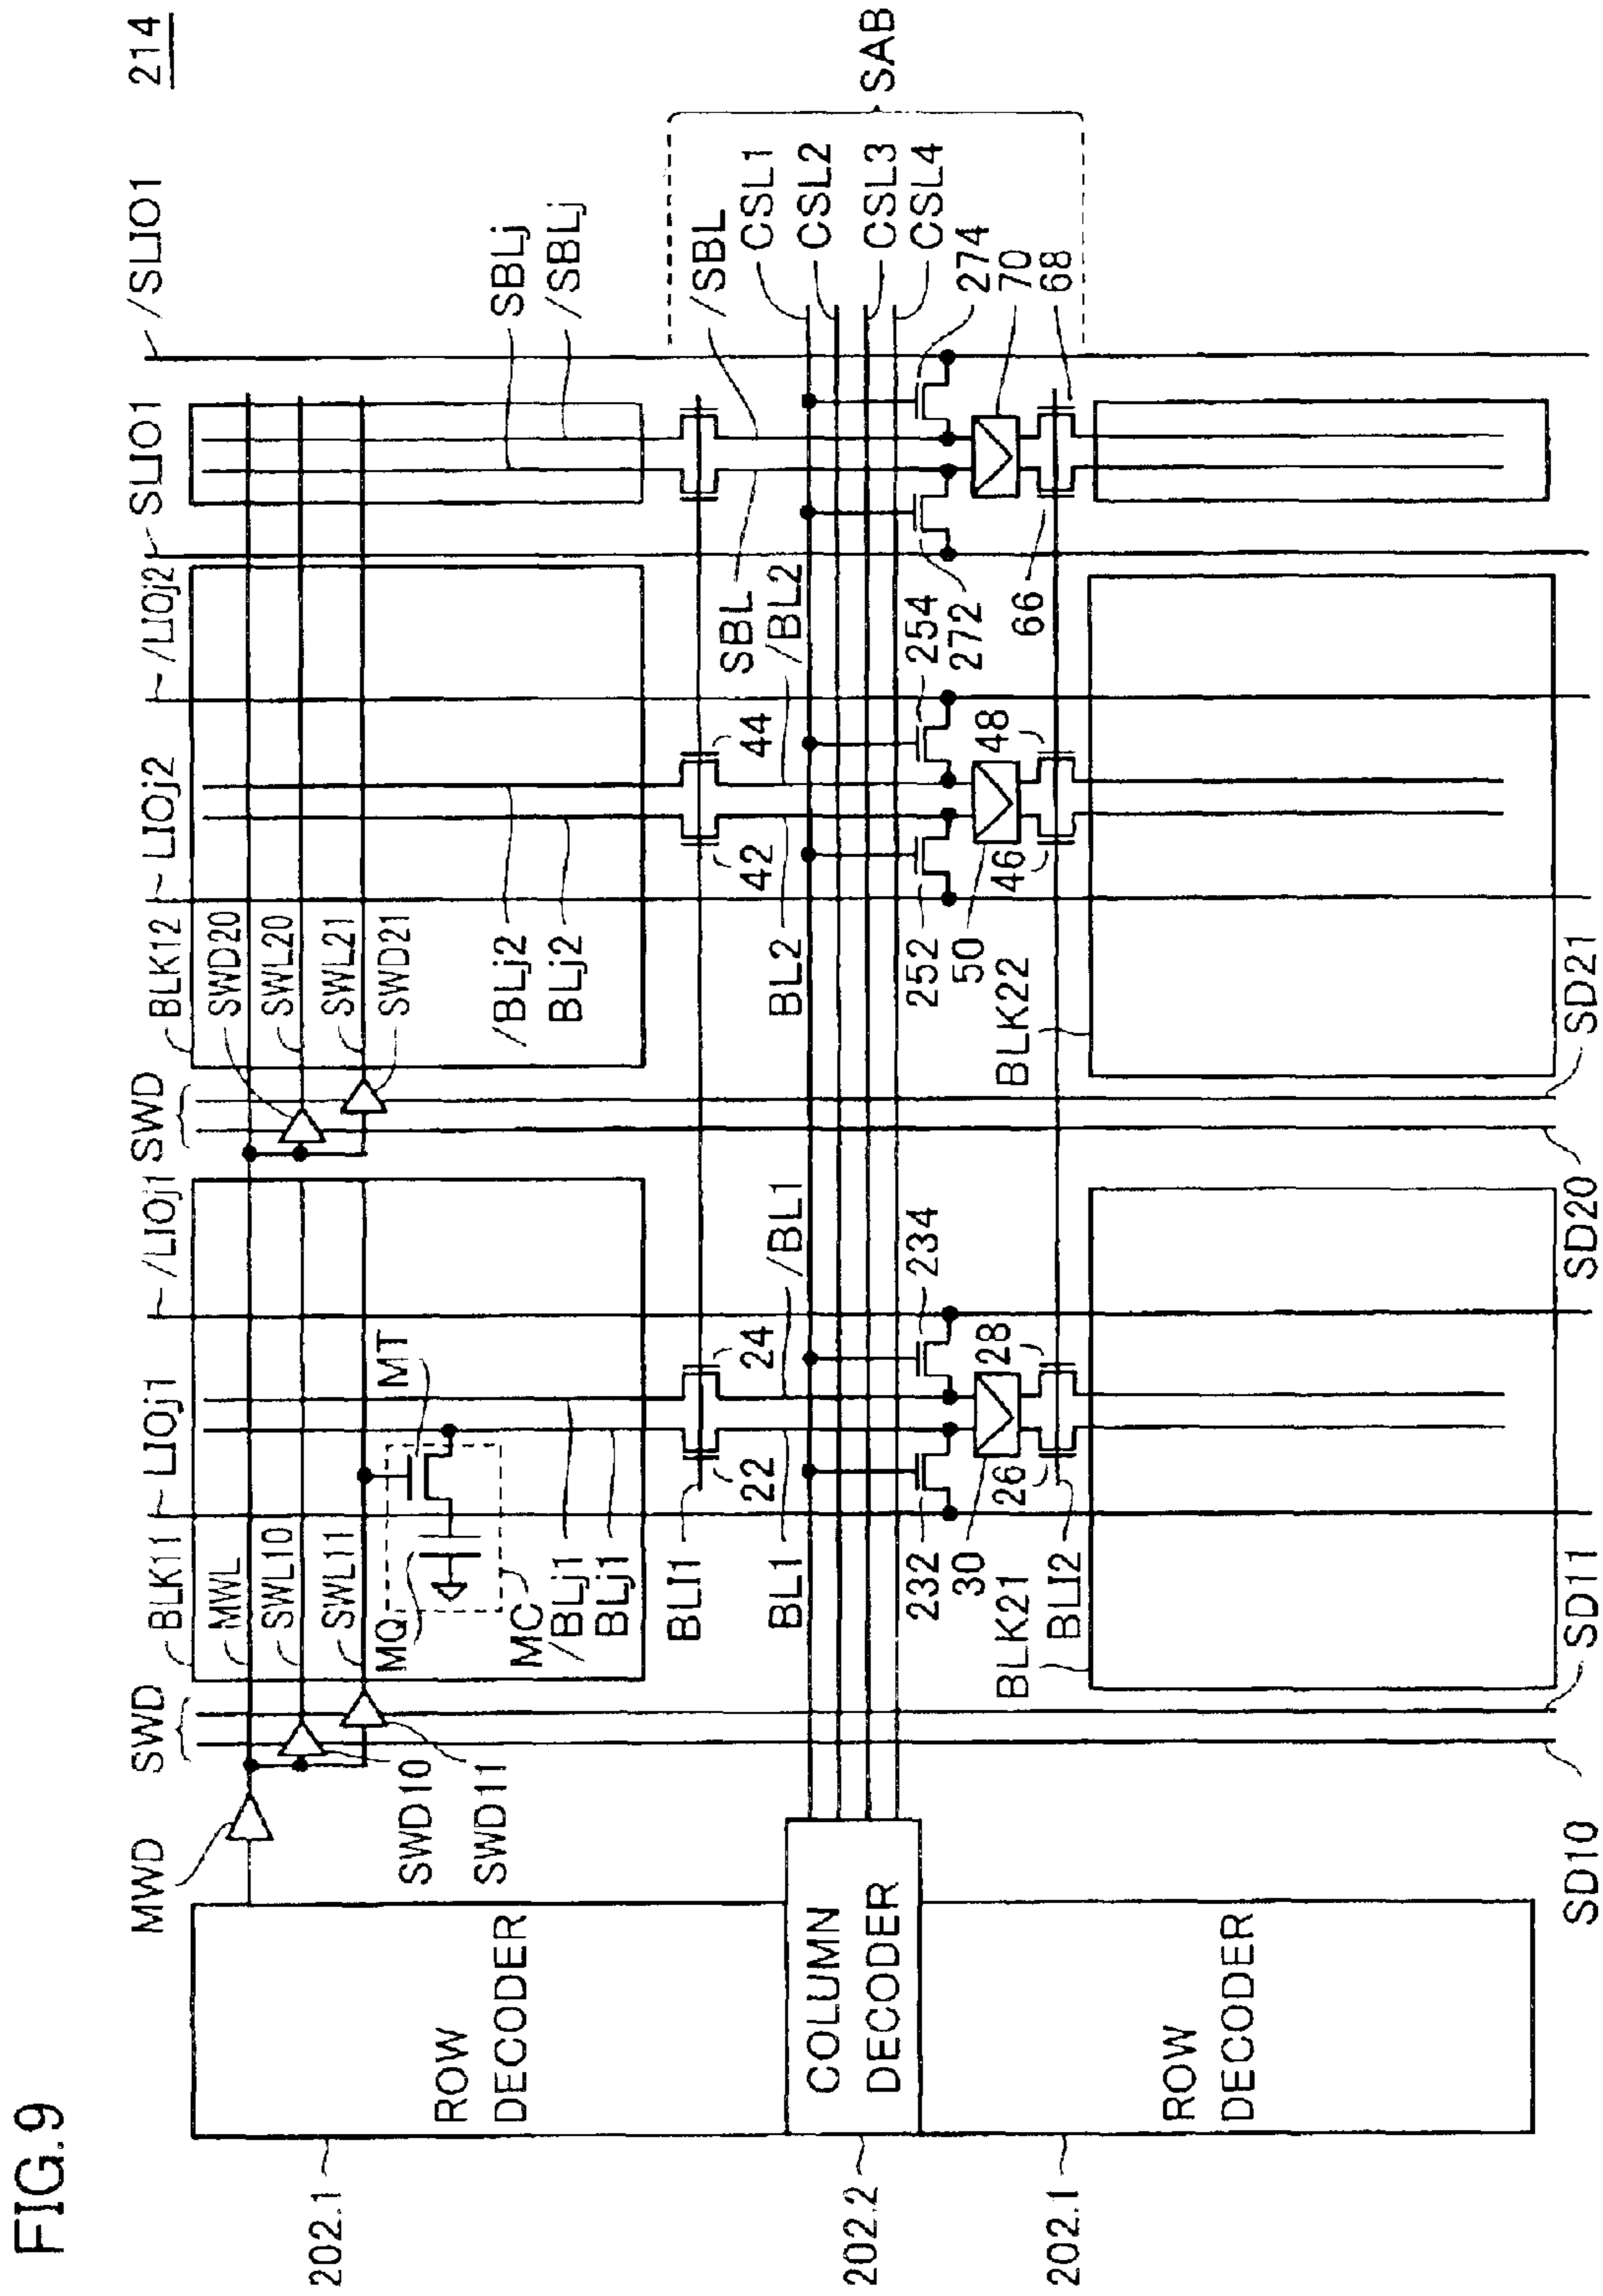 FIG.9
214
MWD
SWD
BLK11
LIOj1
/LIOj1
SWD
BLK12
LIOj2
/LIOj2
SLIO1
/SLIO1
MWL
SWL10
SWL11
SWD10
SWD11
MQ
MT
MC
/BLj1
BLj1
SWD20
SWL20
SWL21
SWD21
/BLj2
BLj2
SBLj
/SBLj
202.1
ROW
DECODER
BLI1
22
24
42
44
SBL
/SBL
BL1
/BL1
BL2
/BL2
202.2
COLUMN
DECODER
CSL1
CSL2
CSL3
CSL4
SAB
232
234
252
254
272
274
30
50
70
26
28
46
48
66
68
BLK21
BLI2
BLK22
202.1
ROW
DECODER
SD10
SD11
SD20
SD21